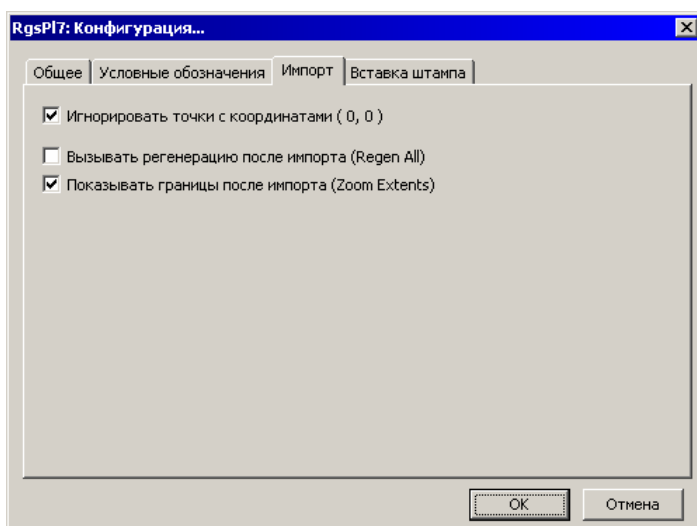 RgsPl7: Конфигурация...
Общее Условные обозначения Импорт Вставка штампа
Игнорировать точки с координатами ( 0, 0 )
Вызывать регенерацию после импорта (Regen All)
Показывать границы после импорта (Zoom Extents)
OK Отмена